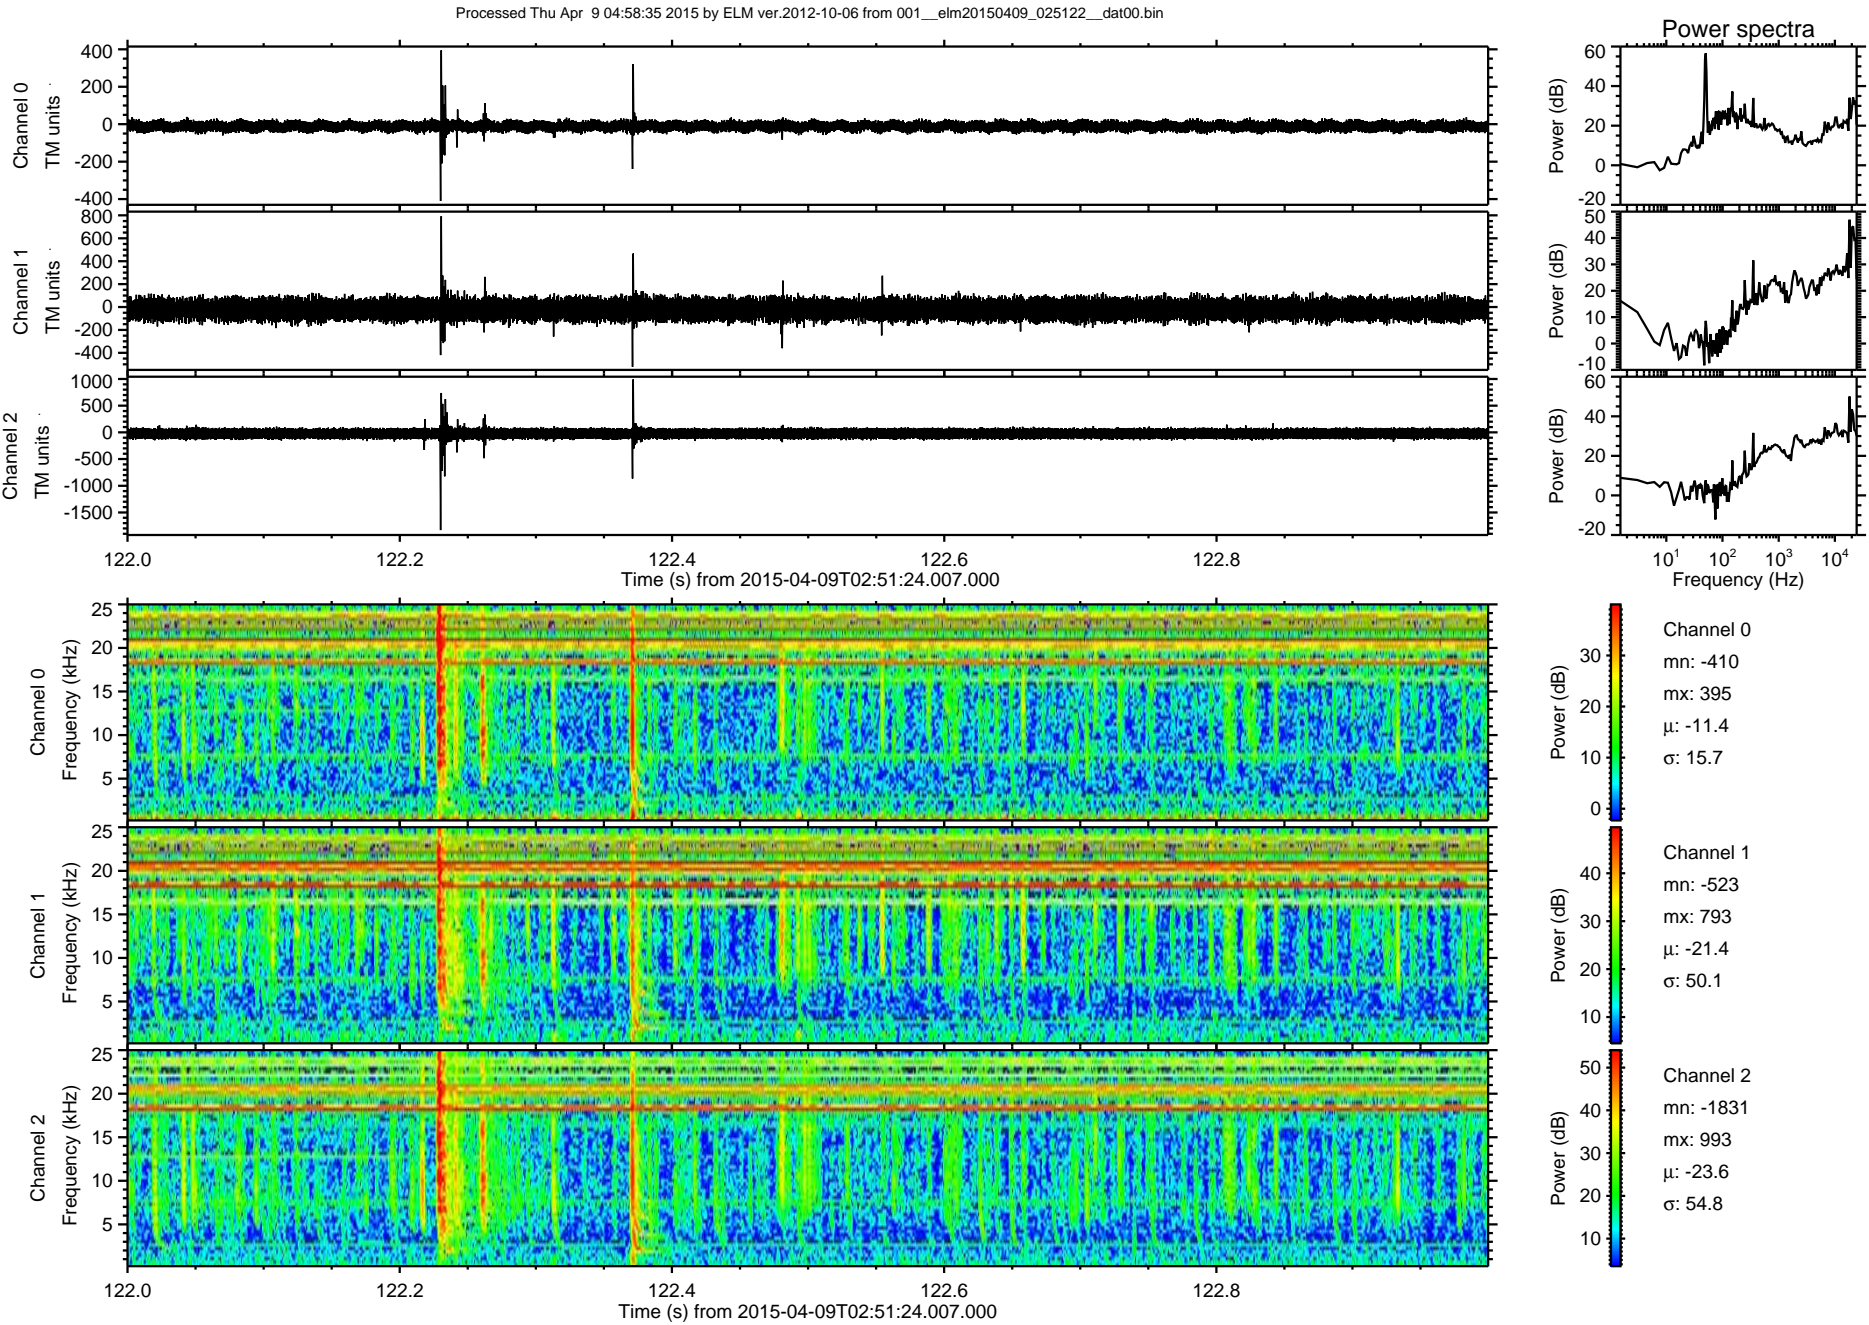 Processed Thu Apr  9 04:58:35 2015 by ELM ver.2012-10-06 from 001__elm20150409_025122__dat00.bin
Power spectra
Channel 0
TM units
400
200
0
-200
-400
Power (dB)
60
40
20
0
-20
Channel 1
TM units
800
600
400
200
0
-200
-400
Power (dB)
50
40
30
20
10
0
-10
Channel 2
TM units
1000
500
0
-500
-1000
-1500
Power (dB)
60
40
20
0
-20
122.0 122.2 122.4 122.6 122.8
Time (s) from 2015-04-09T02:51:24.007.000
10¹ 10² 10³ 10⁴
Frequency (Hz)
Channel 0
Frequency (kHz)
25
20
15
10
5
Power (dB)
30
20
10
0
Channel 0
mn: -410
mx: 395
μ: -11.4
σ: 15.7
Channel 1
Frequency (kHz)
25
20
15
10
5
Power (dB)
40
30
20
10
Channel 1
mn: -523
mx: 793
μ: -21.4
σ: 50.1
Channel 2
Frequency (kHz)
25
20
15
10
5
Power (dB)
50
40
30
20
10
Channel 2
mn: -1831
mx: 993
μ: -23.6
σ: 54.8
122.0 122.2 122.4 122.6 122.8
Time (s) from 2015-04-09T02:51:24.007.000